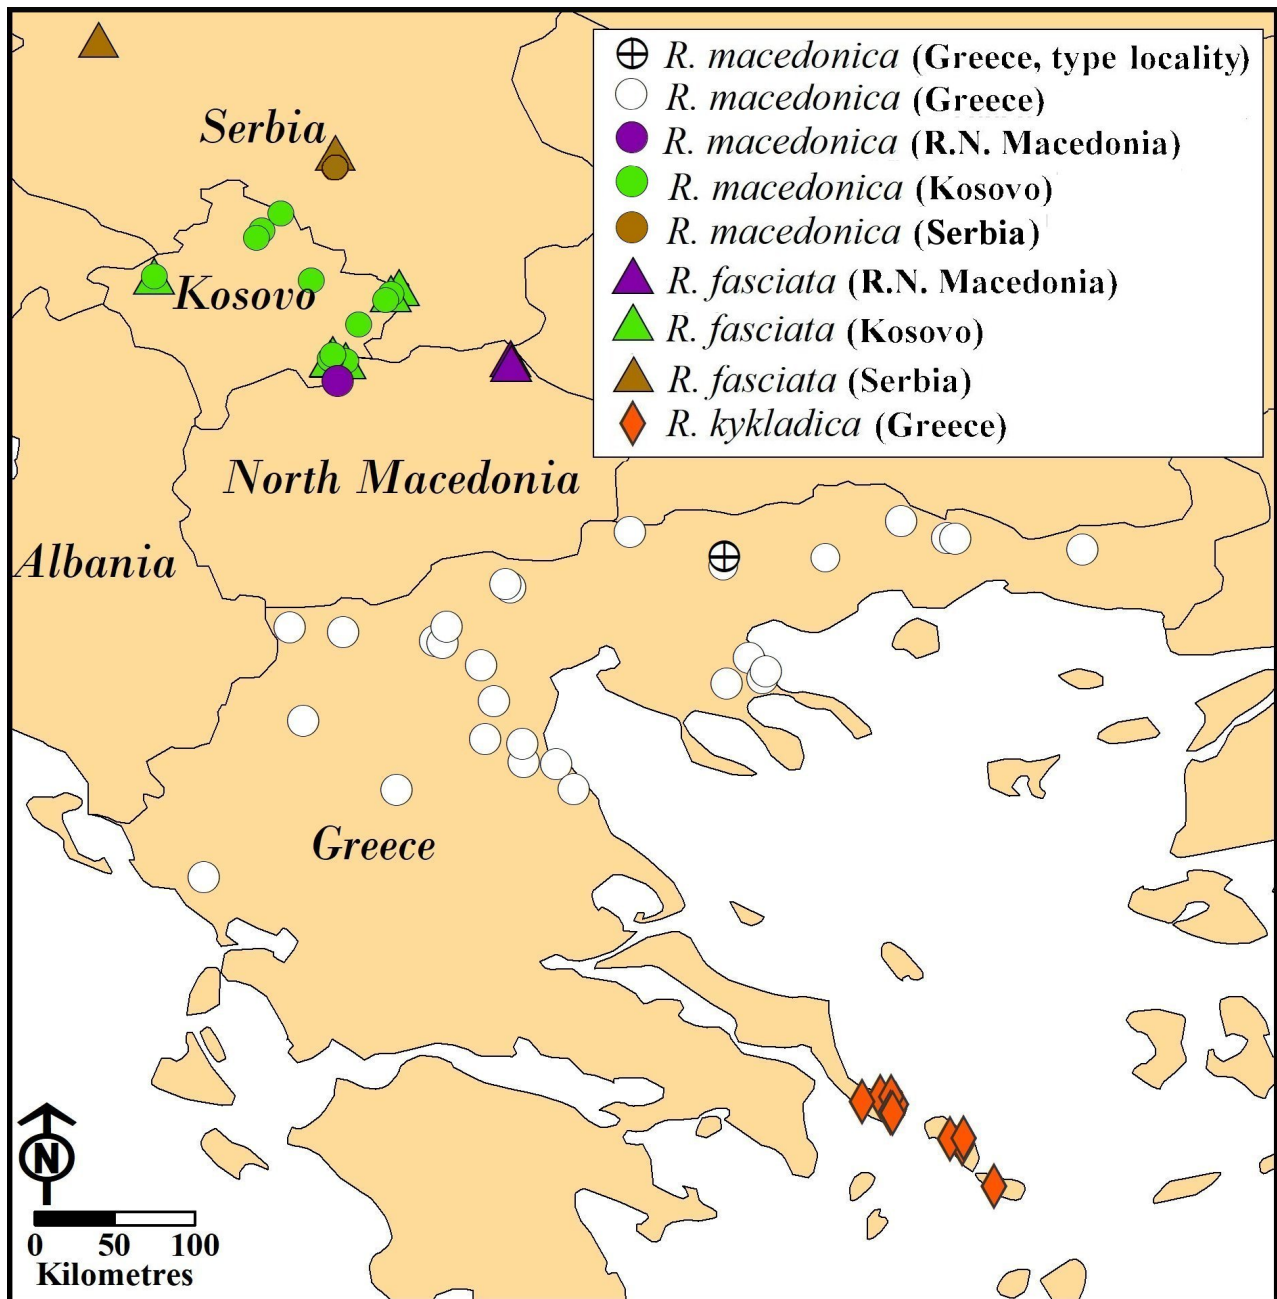 R. macedonica (Greece, type locality)
R. macedonica (Greece)
R. macedonica (R.N. Macedonia)
R. macedonica (Kosovo)
R. macedonica (Serbia)
R. fasciata (R.N. Macedonia)
R. fasciata (Kosovo)
R. fasciata (Serbia)
R. kykladica (Greece)
Serbia
Kosovo
North Macedonia
Albania
Greece
N
0 50 100
Kilometres